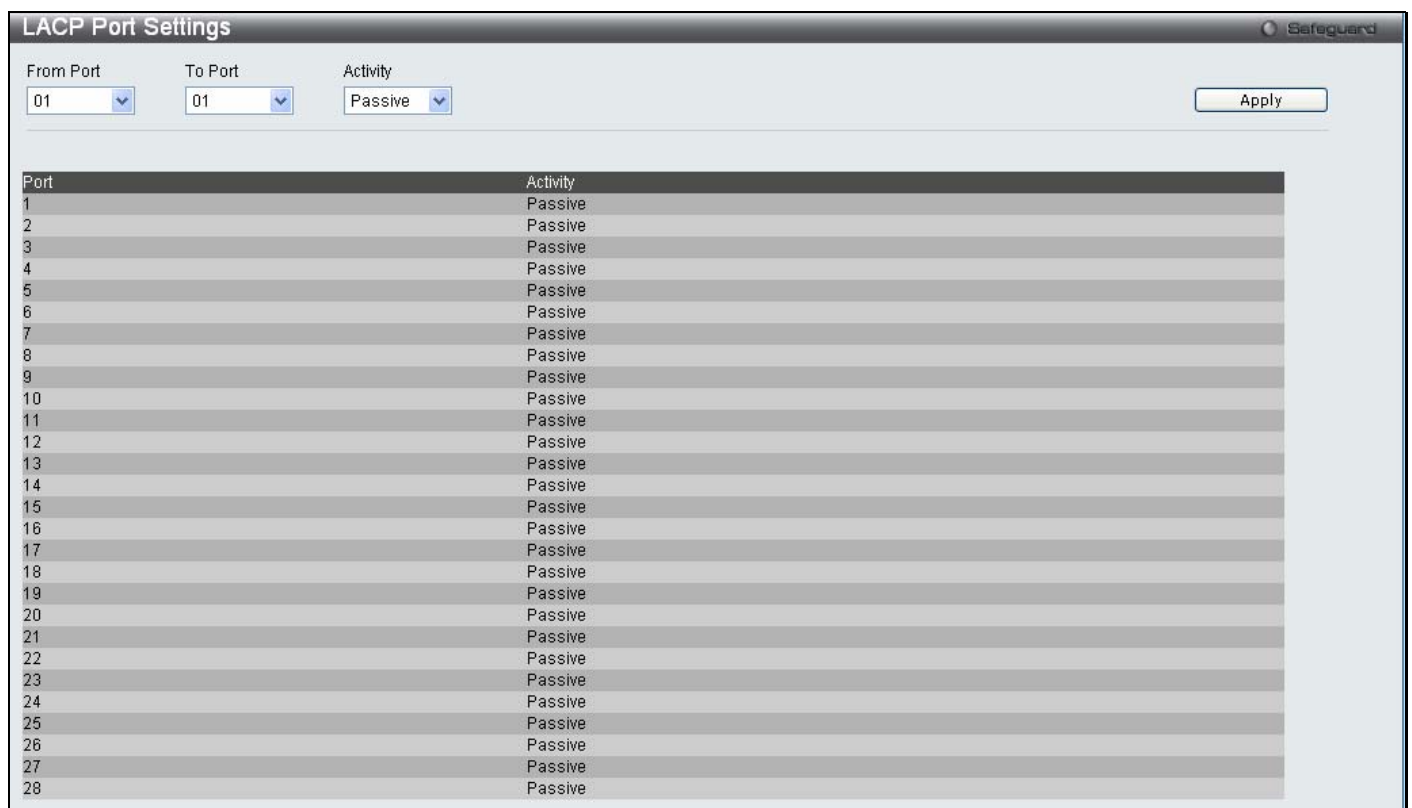 LACP Port Settings
Safeguard
From Port To Port Activity
01 01 Passive Apply
Port Activity
1 Passive
2 Passive
3 Passive
4 Passive
5 Passive
6 Passive
7 Passive
8 Passive
9 Passive
10 Passive
11 Passive
12 Passive
13 Passive
14 Passive
15 Passive
16 Passive
17 Passive
18 Passive
19 Passive
20 Passive
21 Passive
22 Passive
23 Passive
24 Passive
25 Passive
26 Passive
27 Passive
28 Passive